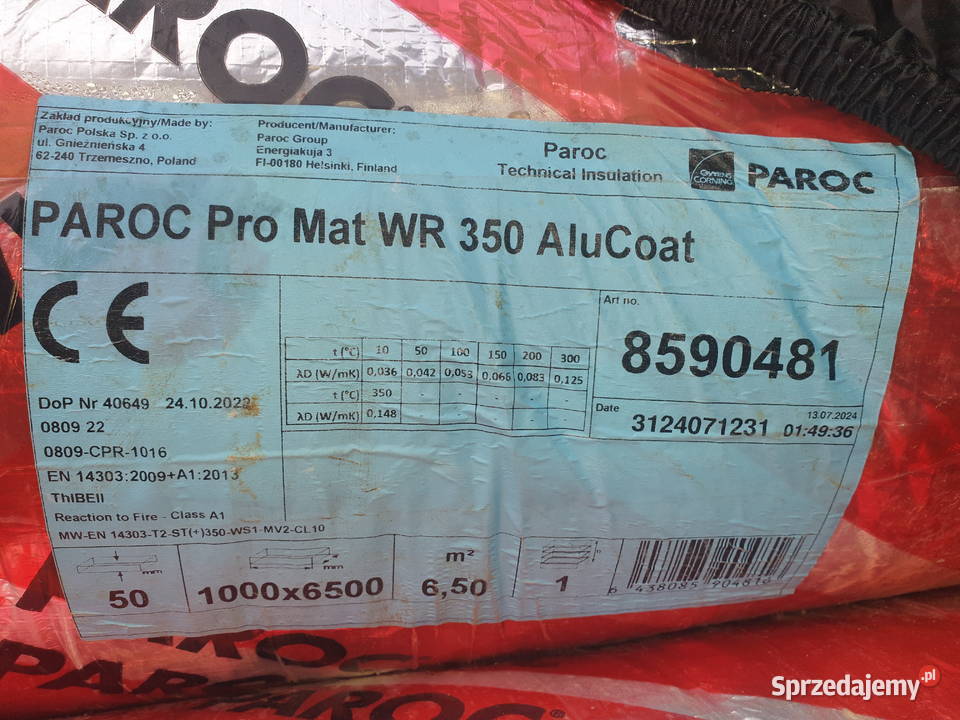 PAROC
Zakład produkcyjny/Made by:
Paroc Polska Sp. z o.o.
ul. Gnieźnieńska 4
62-240 Trzemeszno, Poland
Producent/Manufacturer:
Paroc Group
Energiakuja 3
FI-00180 Helsinki, Finland
Paroc
Technical Insulation
OWENS CORNING
PAROC
PAROC Pro Mat WR 350 AluCoat
CE
DoP Nr 40649 24.10.2022
0809 22
0809-CPR-1016
EN 14303:2009+A1:2013
ThIBEII
Reaction to Fire - Class A1
MW-EN 14303-T2-ST(+)350-WS1-MV2-CL10
t (°C) 10 50 100 150 200 300
λD (W/mK) 0,036 0,042 0,053 0,066 0,083 0,125
t (°C) 350 - - - - -
λD (W/mK) 0,148 - - - - -
Art no.
8590481
Date
13.07.2024
3124071231 01:49:36
mm
50
mm
1000x6500
m²
6,50
1
6 438085 904816
PAROC
PAROC
Sprzedajemy.pl